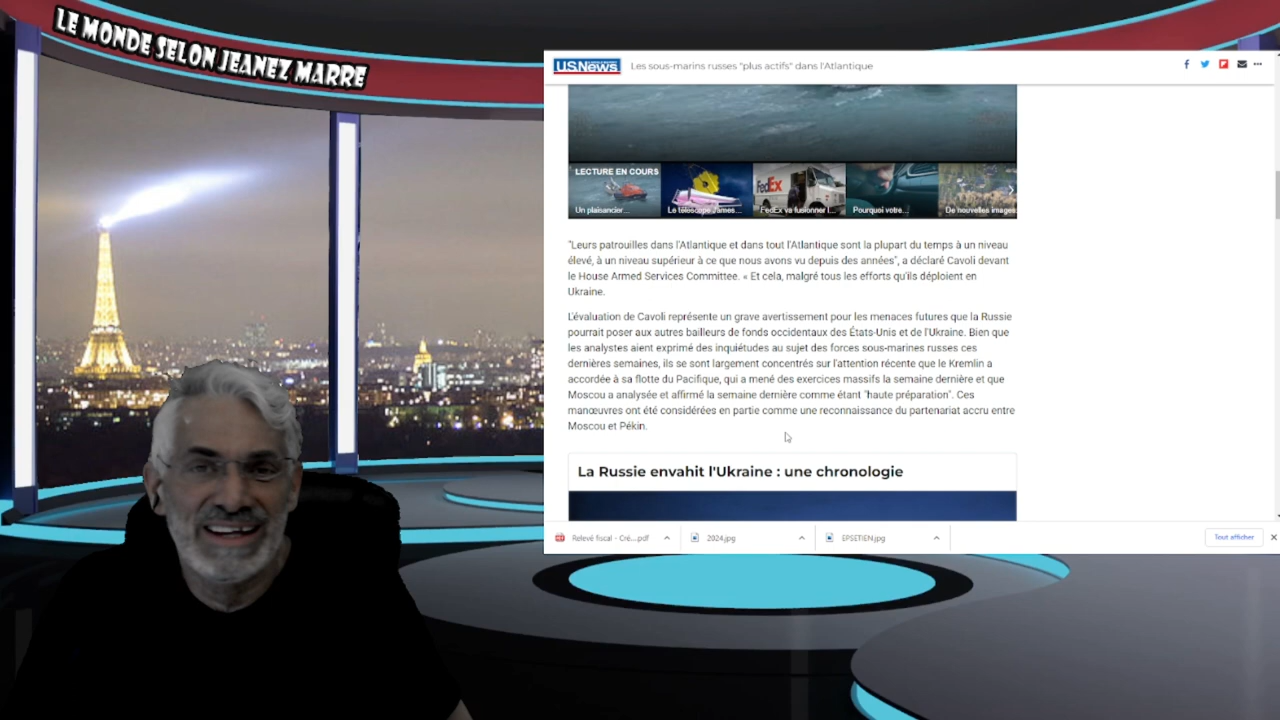 LE MONDE SELON JEANEZ MARRE
U.S.News
Les sous-marins russes "plus actifs" dans l'Atlantique
LECTURE EN COURS
Un plaisancier...
Le télescope James...
FedEx
FedEx va fusionner l...
Pourquoi votre...
De nouvelles images
"Leurs patrouilles dans l'Atlantique et dans tout l'Atlantique sont la plupart du temps à un niveau
élevé, à un niveau supérieur à ce que nous avons vu depuis des années", a déclaré Cavoli devant
le House Armed Services Committee. « Et cela, malgré tous les efforts qu'ils déploient en
Ukraine.
L'évaluation de Cavoli représente un grave avertissement pour les menaces futures que la Russie
pourrait poser aux autres bailleurs de fonds occidentaux des États-Unis et de l'Ukraine. Bien que
les analystes aient exprimé des inquiétudes au sujet des forces sous-marines russes ces
dernières semaines, ils se sont largement concentrés sur l'attention récente que le Kremlin a
accordée à sa flotte du Pacifique, qui a mené des exercices massifs la semaine dernière et que
Moscou a analysée et affirmé la semaine dernière comme étant "haute préparation". Ces
manœuvres ont été considérées en partie comme une reconnaissance du partenariat accru entre
Moscou et Pékin.
La Russie envahit l'Ukraine : une chronologie
Relevé fiscal - Cré....pdf
2024.jpg
EPSETIEN.jpg
Tout afficher